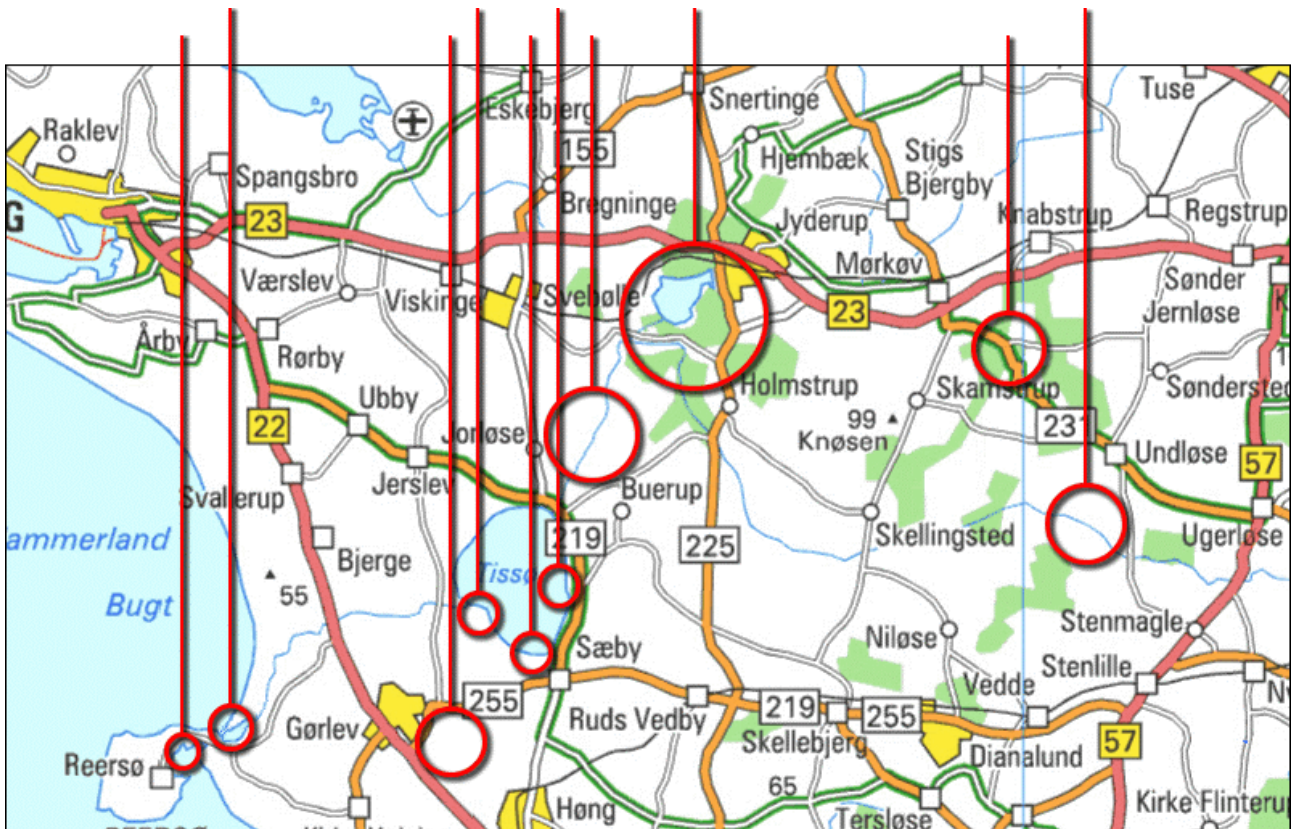 Raklev
Spangsbro
G
23
Eskebjerg
155
Bregninge
Snertinge
Hjembæk
Stigs
Bjergby
Tuse
Knabstrup
Regstrup
Jyderup
Mørkøv
Sønder
Jernløse
Værslev
Viskinge
Svebølle
23
Årby
Rørby
Ubby
22
Jorløse
Jerslev
Svallerup
Holmstrup
Skamstrup
99
Knøsen
231
Undløse
57
Buerup
Skellingsted
Ugerløse
219
225
ammerland
Bugt
Bjerge
55
Tissø
Niløse
Stenmagle
Stenlille
Vedde
Sæby
255
Ruds Vedby
219
255
Skellebjerg
Dianalund
57
Gørlev
Reersø
Høng
65
Tersløse
Kirke Flinterup